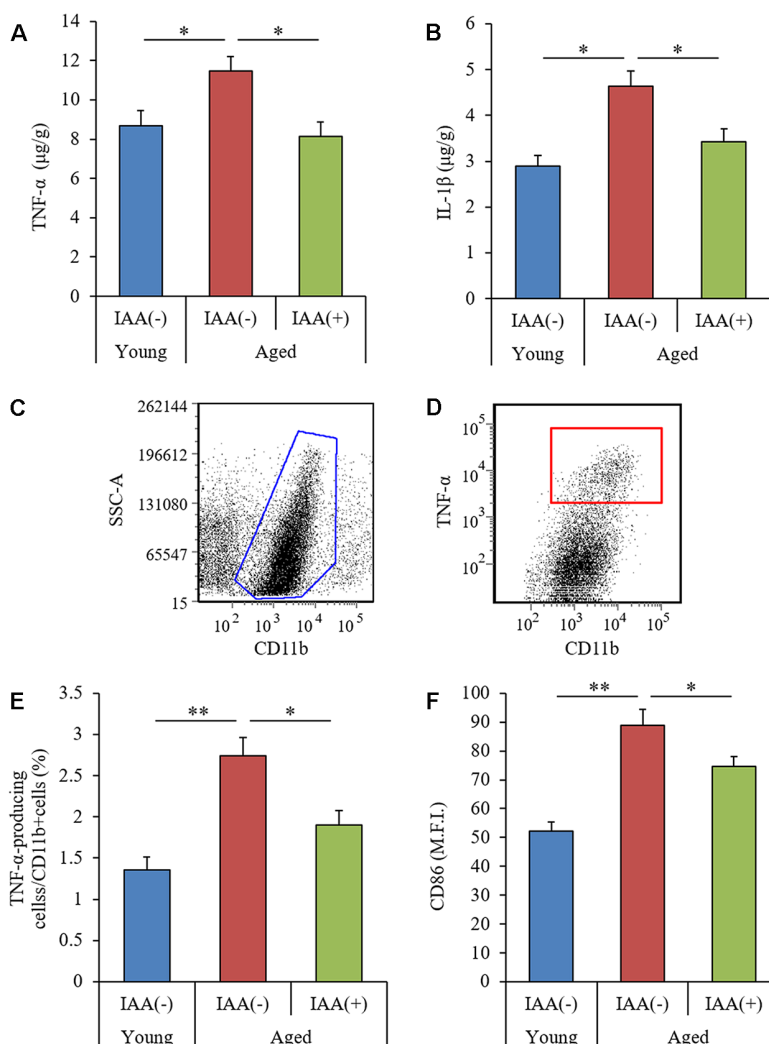 A
TNF-α (µg/g)
14
12
10
8
6
4
2
0
* *
IAA(-) IAA(-) IAA(+)
Young Aged
B
IL-1β (µg/g)
6
5
4
3
2
1
0
* *
IAA(-) IAA(-) IAA(+)
Young Aged
C
SSC-A
262144
196612
131080
65547
15
10² 10³ 10⁴ 10⁵
CD11b
D
TNF-α
10⁵
10⁴
10³
10²
10² 10³ 10⁴ 10⁵
CD11b
E
TNF-α-producing
cellss/CD11b+cells (%)
3.5
3
2.5
2
1.5
1
0.5
0
** *
IAA(-) IAA(-) IAA(+)
Young Aged
F
CD86 (M.F.I.)
100
90
80
70
60
50
40
30
20
10
0
** *
IAA(-) IAA(-) IAA(+)
Young Aged